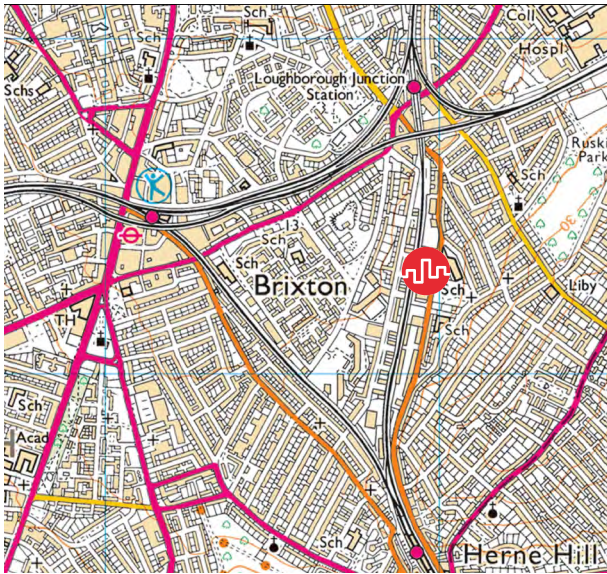 Sch
Sch
Coll
Hospl
Sch
Loughborough Junction
Station
Schs
Ruski
Park
Sch
13
Sch
30
Sch
Brixton
Sch
Liby
TH
Sch
Sch
Acad
Sch
Herne Hill